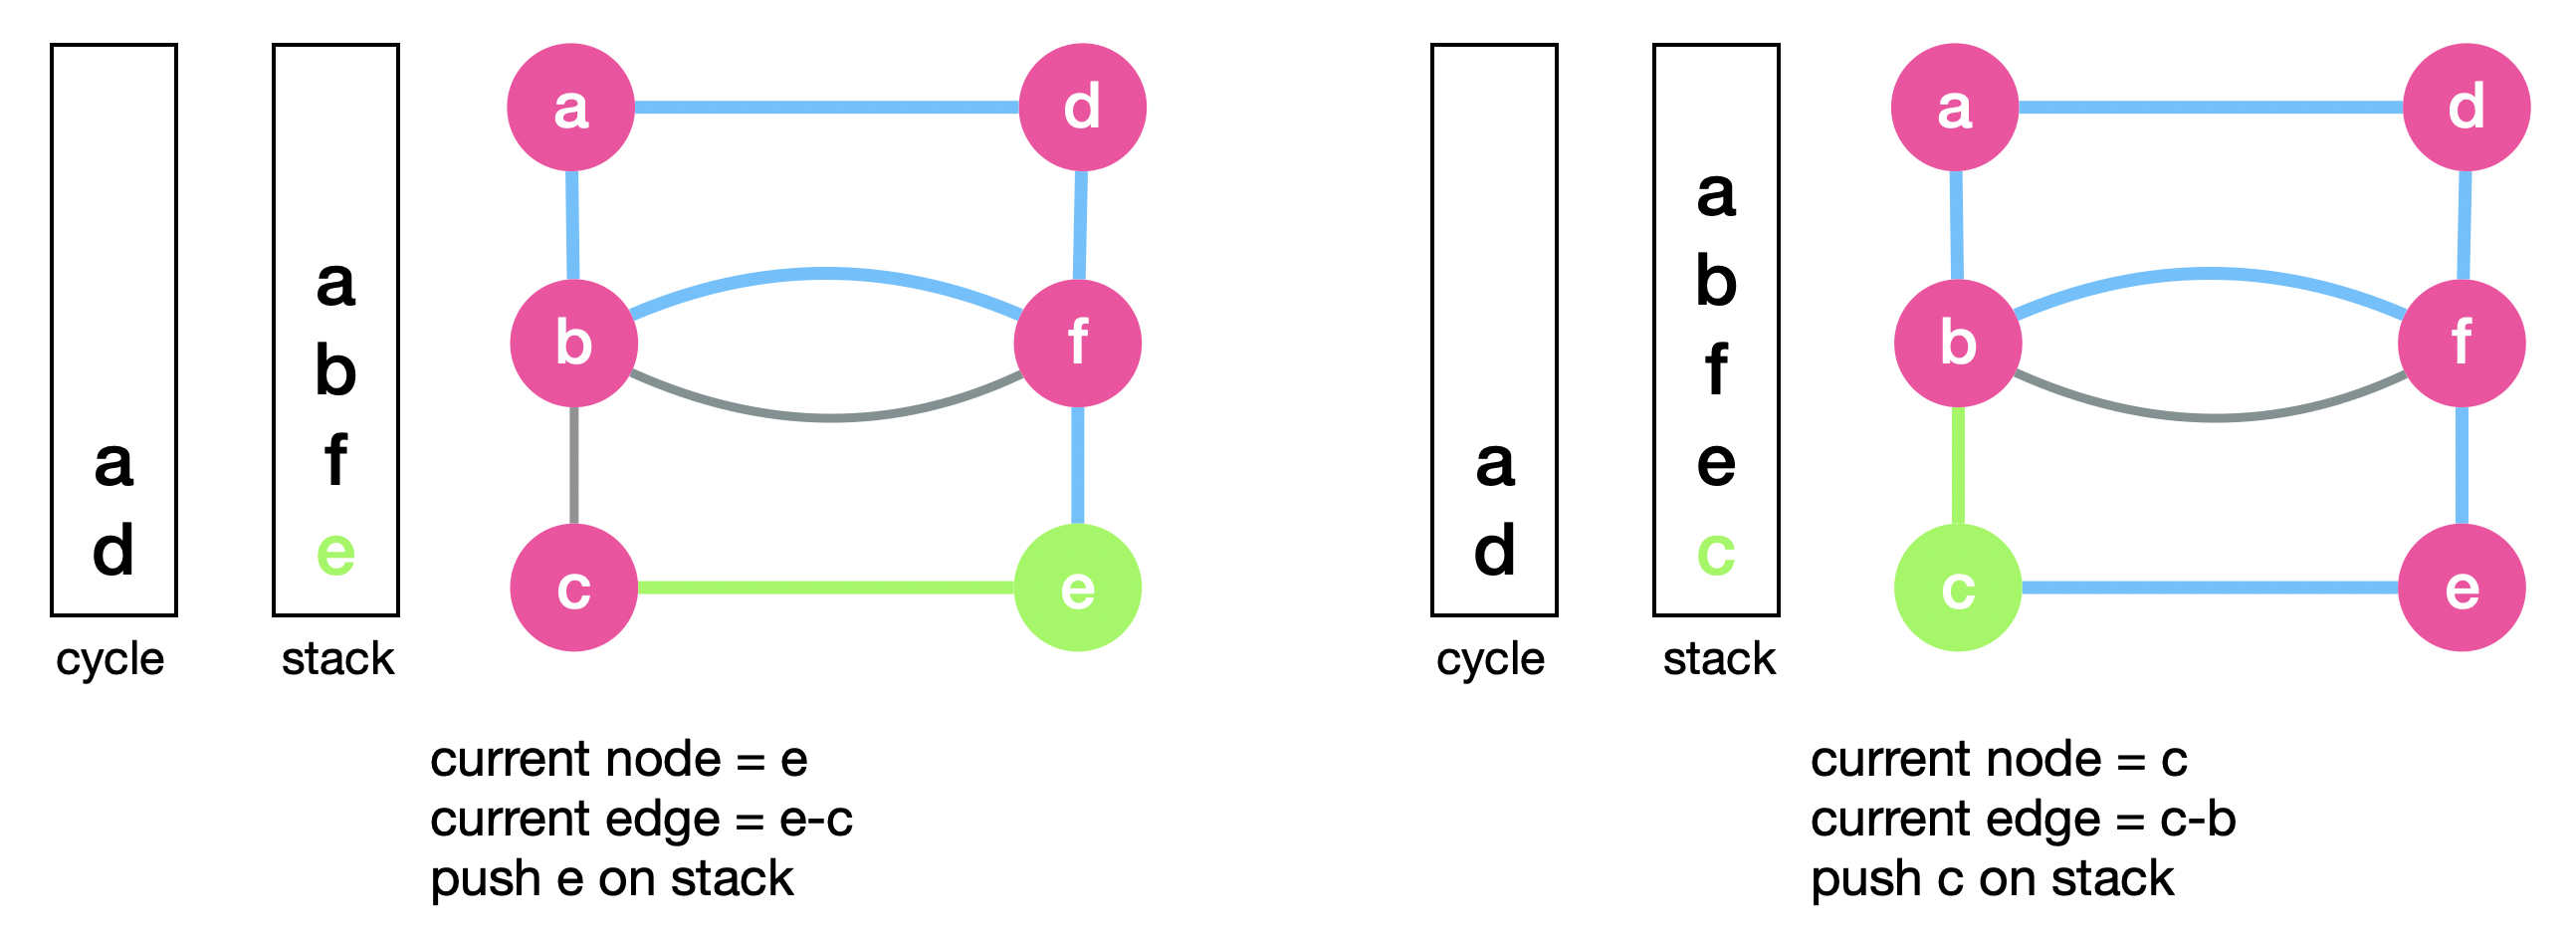 a
d
cycle
a
b
f
e
stack
a
d
b
f
c
e
current node = e
current edge = e-c
push e on stack
a
d
cycle
a
b
f
e
c
stack
a
d
b
f
c
e
current node = c
current edge = c-b
push c on stack